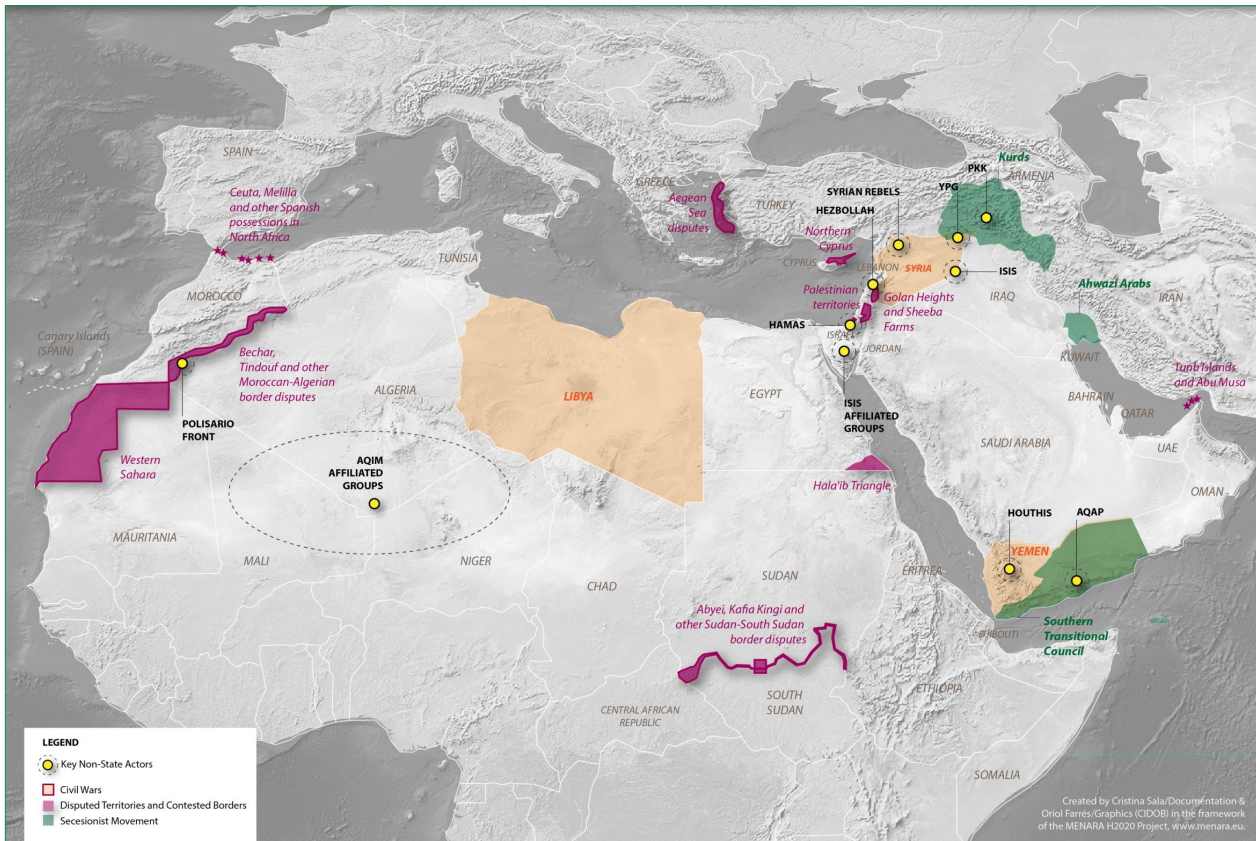 SPAIN
Ceuta, Melilla
and other Spanish
possessions in
North Africa
GREECE
Aegean
Sea
disputes
TURKEY
SYRIAN REBELS
HEZBOLLAH
YPG
PKK
Kurds
ARMENIA
Northern
Cyprus
CYPRUS
LEBANON
SYRIA
ISIS
TUNISIA
MOROCCO
Canary Islands
(SPAIN)
Bechar,
Tindouf and other
Moroccan-Algerian
border disputes
Palestinian
territories
Golan Heights
and Sheeba
Farms
IRAQ
Ahwazi Arabs
IRAN
HAMAS
ISRAEL
JORDAN
KUWAIT
Tunb Islands
and Abu Musa
ALGERIA
LIBYA
EGYPT
ISIS
AFFILIATED
GROUPS
BAHRAIN
QATAR
POLISARIO
FRONT
Western
Sahara
AQIM
AFFILIATED
GROUPS
SAUDI ARABIA
UAE
Hala'ib Triangle
OMAN
MAURITANIA
MALI
NIGER
CHAD
SUDAN
ERITREA
HOUTHIS
AQAP
YEMEN
Abyei, Kafia Kingi and
other Sudan-South Sudan
border disputes
DJIBOUTI
Southern
Transitional
Council
CENTRAL AFRICAN
REPUBLIC
SOUTH
SUDAN
ETHIOPIA
SOMALIA
LEGEND
Key Non-State Actors
Civil Wars
Disputed Territories and Contested Borders
Secesionist Movement
Created by Cristina Sala/Documentation &
Oriol Farrés/Graphics (CIDOB) in the framework
of the MENARA H2020 Project, www.menara.eu.